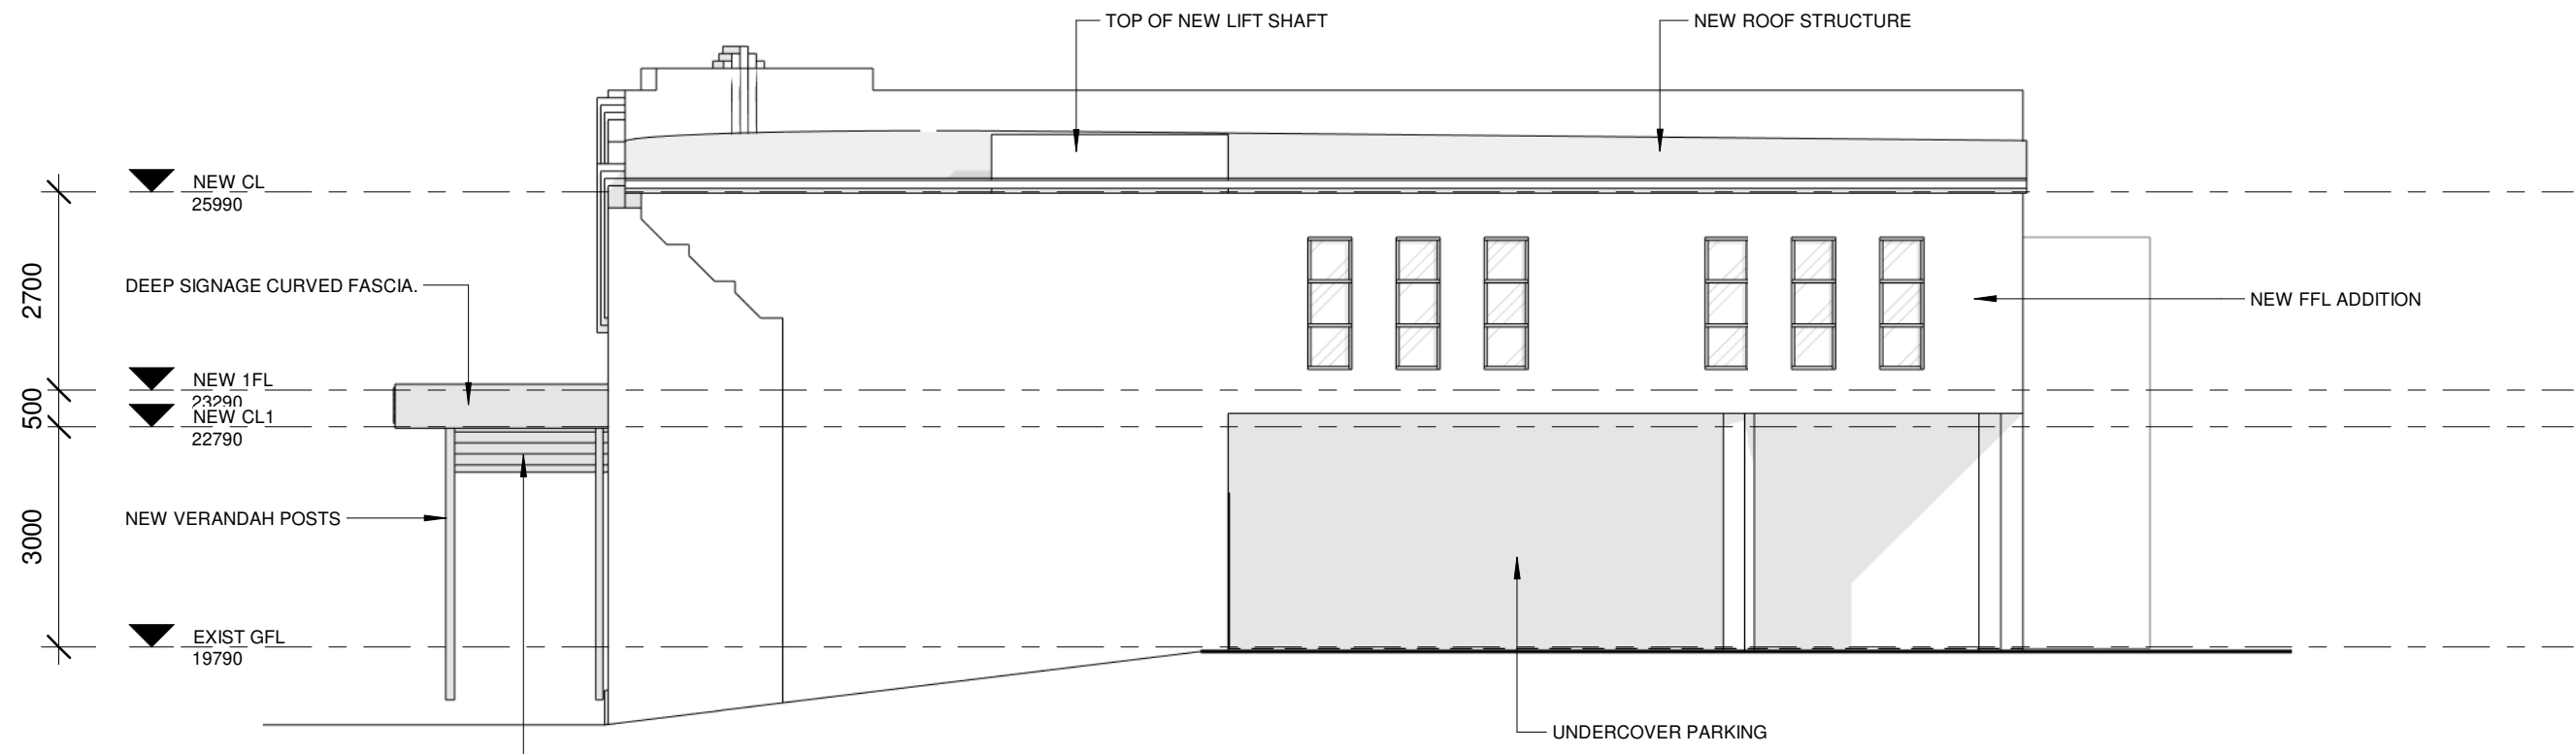 TOP OF NEW LIFT SHAFT
NEW ROOF STRUCTURE
NEW CL
25990
2700
DEEP SIGNAGE CURVED FASCIA.
NEW FFL ADDITION
NEW 1FL
23290
500
NEW CL1
22790
NEW VERANDAH POSTS
3000
EXIST GFL
19790
UNDERCOVER PARKING